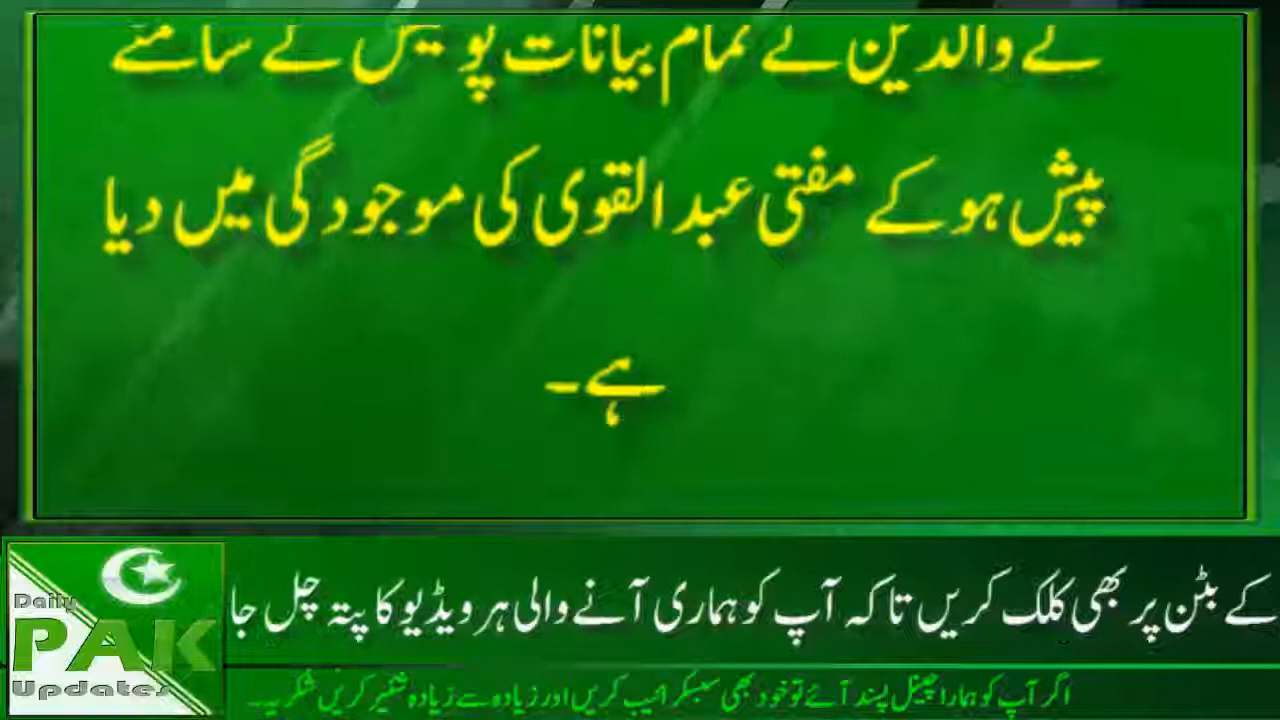 کے والدین نے تمام بیانات پولیس کے سامنے
پیش ہو کے مفتی عبدالقوی کی موجودگی میں دیا
ہے۔
کے بٹن پر بھی کلک کریں تاکہ آپ کو ہماری آنے والی ہر ویڈیو کا پتہ چل جا
Daily
PAK
Updates
اگر آپ کو ہمارا چینل پسند آئے تو خود بھی سبسکرائیب کریں اور زیادہ سے زیادہ شئیر کریں شکریہ۔